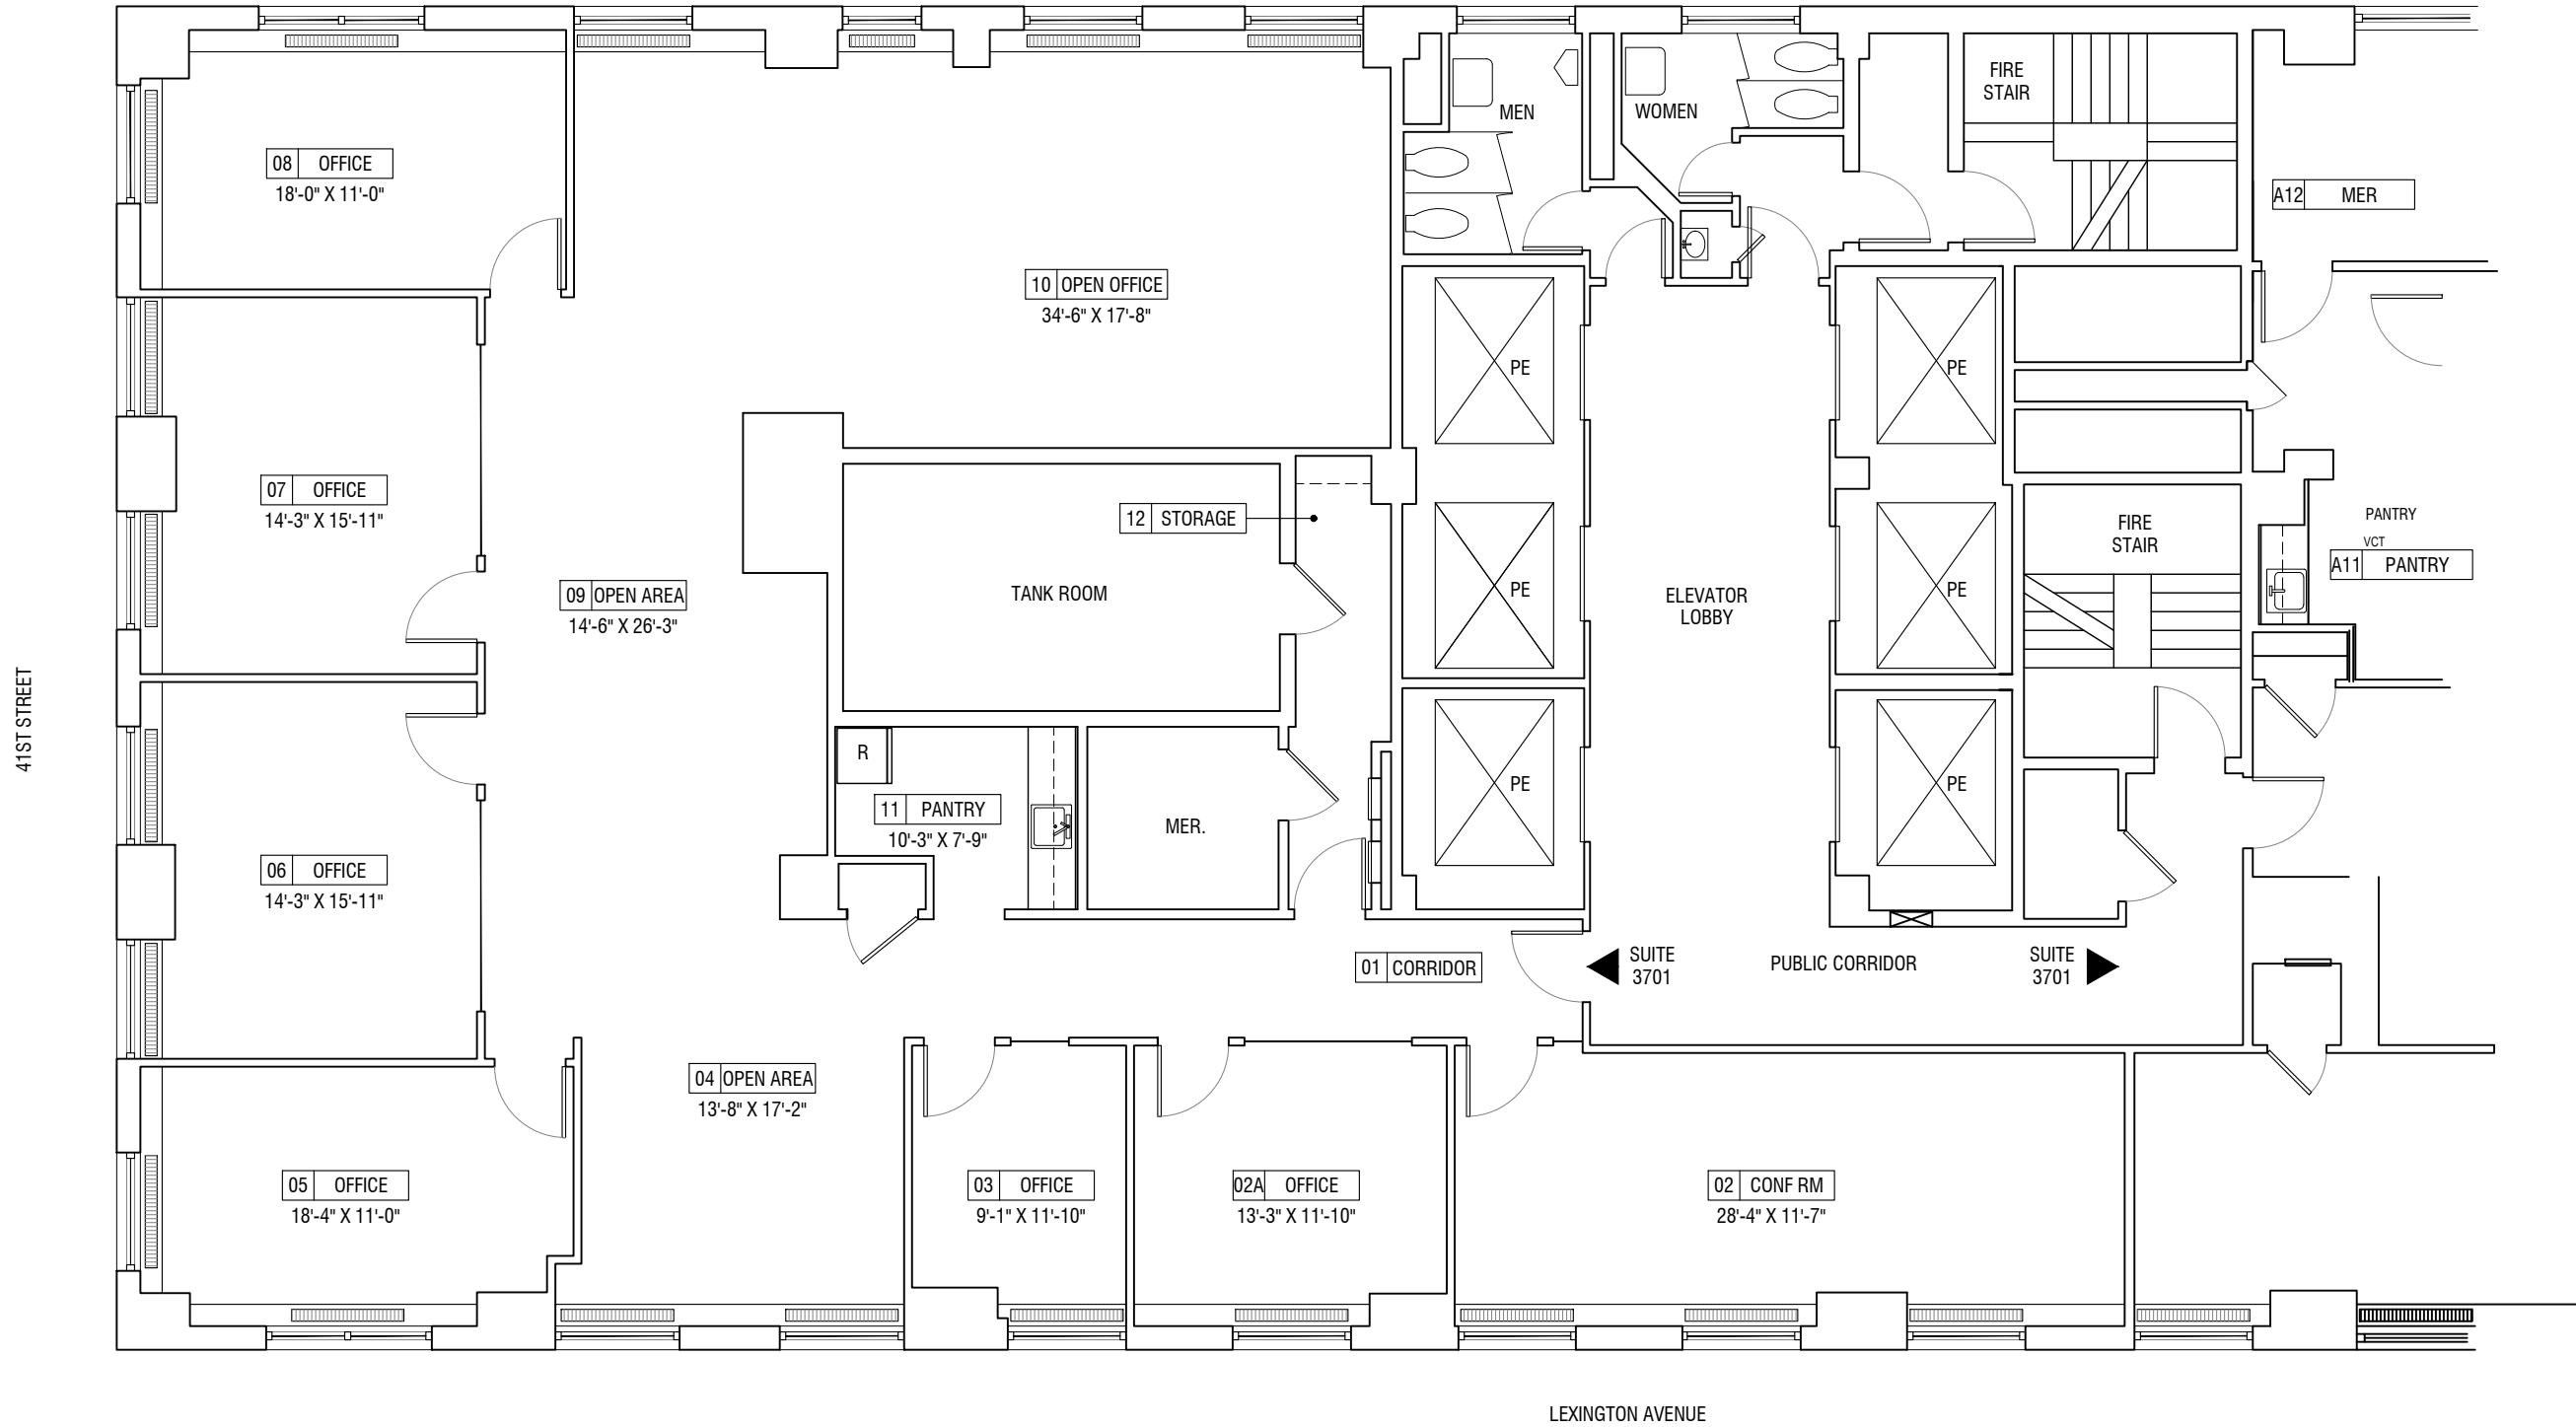 FIRE
STAIR
MEN
WOMEN
08 OFFICE
18'-0" X 11'-0"
A12 MER
10 OPEN OFFICE
34'-6" X 17'-8"
PE
PE
07 OFFICE
14'-3" X 15'-11"
12 STORAGE
FIRE
STAIR
PANTRY
VCT
A11 PANTRY
09 OPEN AREA
14'-6" X 26'-3"
TANK ROOM
PE
ELEVATOR
LOBBY
PE
41ST STREET
R
11 PANTRY
10'-3" X 7'-9"
MER.
PE
PE
06 OFFICE
14'-3" X 15'-11"
01 CORRIDOR
SUITE
3701
PUBLIC CORRIDOR
SUITE
3701
04 OPEN AREA
13'-8" X 17'-2"
05 OFFICE
18'-4" X 11'-0"
03 OFFICE
9'-1" X 11'-10"
02A OFFICE
13'-3" X 11'-10"
02 CONF RM
28'-4" X 11'-7"
LEXINGTON AVENUE